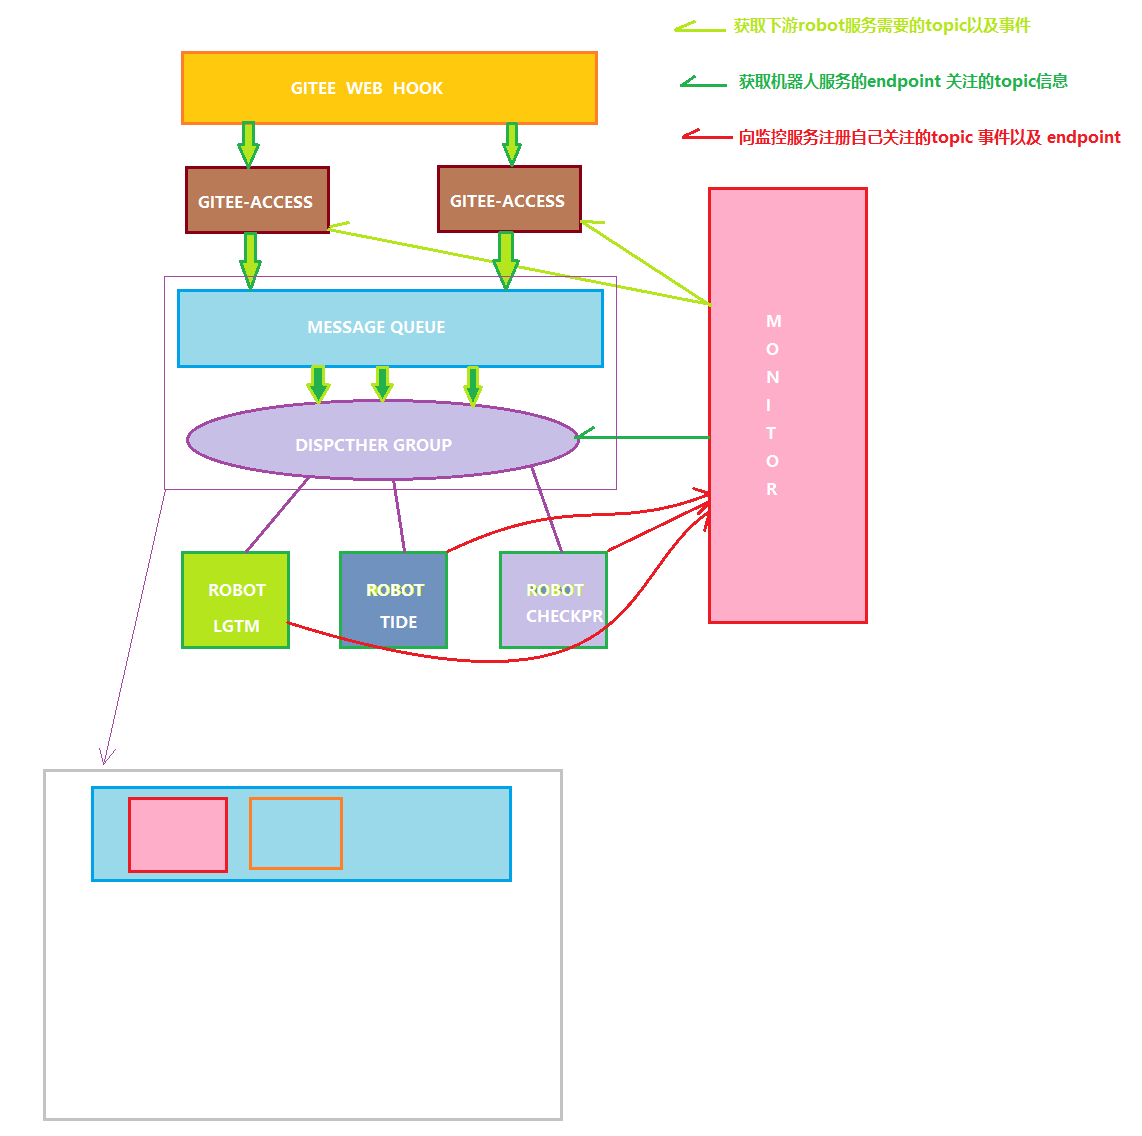 获取下游robot服务需要的topic以及事件
GITEE WEB HOOK
获取机器人服务的endpoint 关注的topic信息
向监控服务注册自己关注的topic 事件以及 endpoint
GITEE-ACCESS
GITEE-ACCESS
MESSAGE QUEUE
M
O
N
I
T
O
R
DISPCTHER GROUP
ROBOT
LGTM
ROBOT
TIDE
ROBOT
CHECKPR